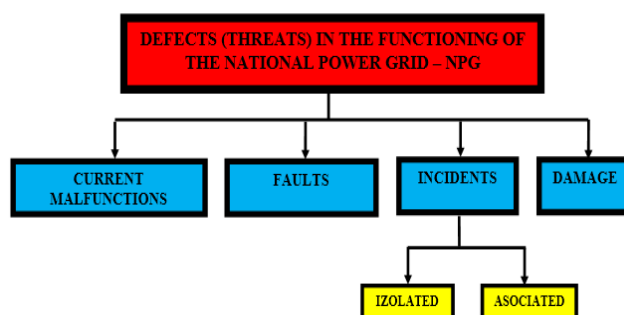 DEFECTS (THREATS) IN THE FUNCTIONING OF
THE NATIONAL POWER GRID – NPG
CURRENT
MALFUNCTIONS
FAULTS
INCIDENTS
DAMAGE
IZOLATED
ASOCIATED